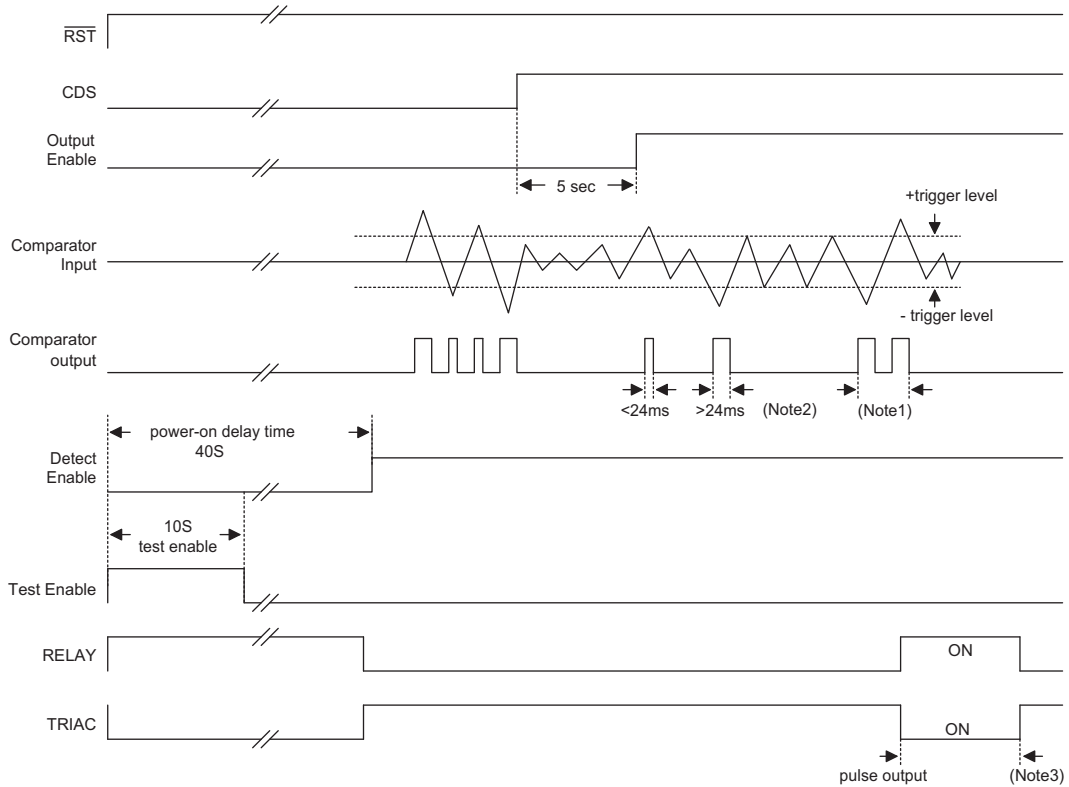 RST
CDS
Output
Enable
5 sec
+trigger level
Comparator
Input
- trigger level
Comparator
output
<24ms
>24ms
(Note2)
(Note1)
power-on delay time
40S
Detect
Enable
10S
test enable
Test Enable
RELAY
ON
TRIAC
ON
pulse output
(Note3)